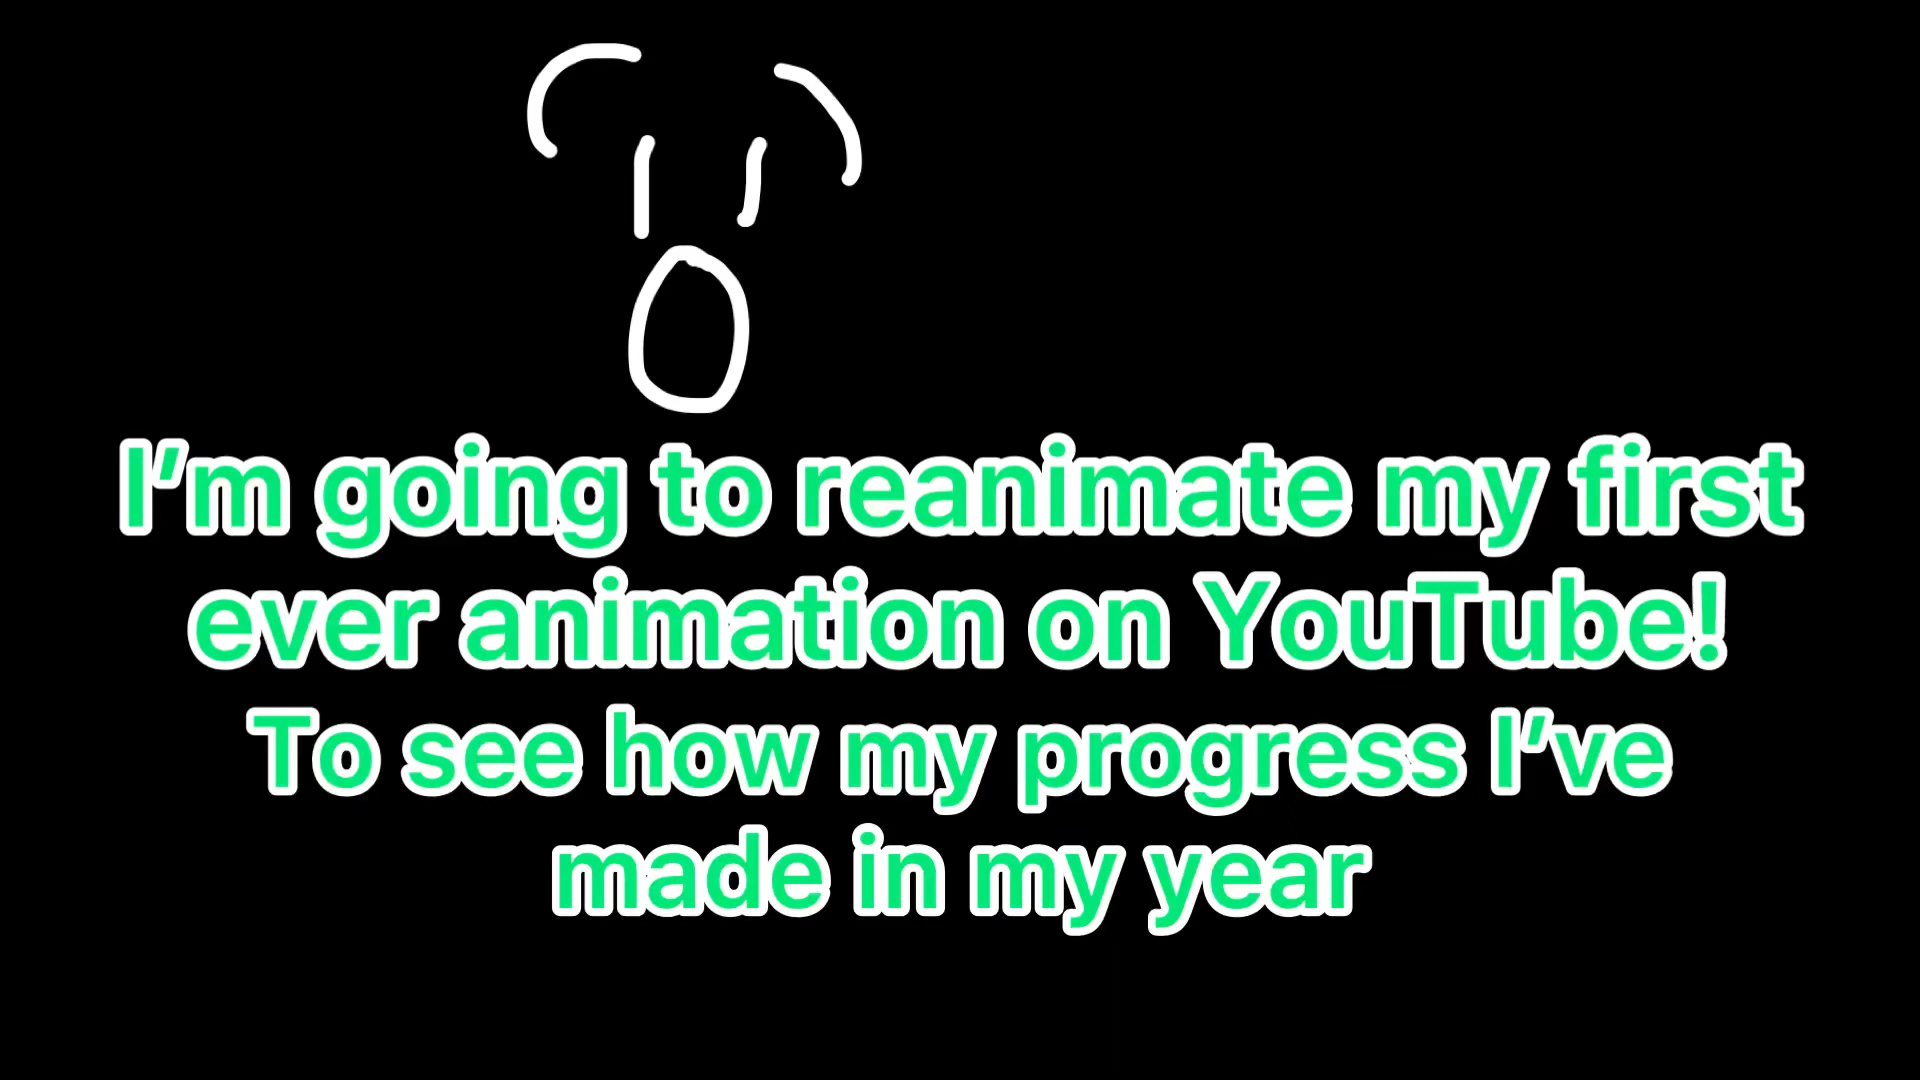 I'm going to reanimate my first
ever animation on YouTube!
To see how my progress I've
made in my year